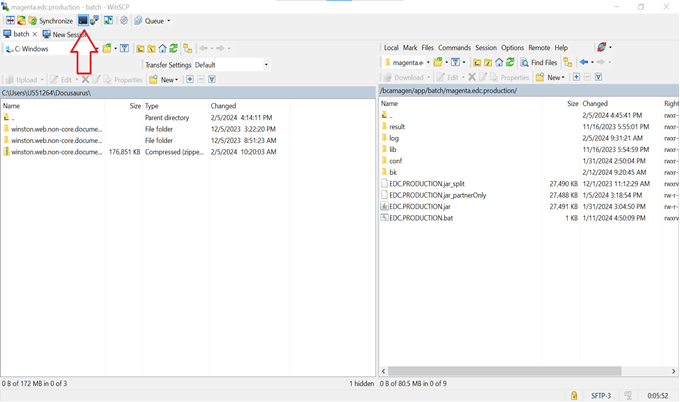 magenta.edc.production - batch - WinSCP
Synchronize Queue
batch New Session
Local Mark Files Commands Session Options Remote Help
C: Windows
magenta.e Find Files
Transfer Settings Default
Upload Edit Properties New
Download Edit Properties New
C:\Users\U551264\Docusaurus\
/bcamagen/app/batch/magenta.edc.production/
Name Size Type Changed
.. Parent directory 2/5/2024 4:14:11 PM
winston.web.non-core.docume... File folder 12/5/2023 3:22:20 PM
winston.web.non-core.docume... File folder 12/5/2023 8:51:23 AM
winston.web.non-core.docume... 176,851 KB Compressed (zippe... 2/5/2024 10:20:03 AM
Name Size Changed Right
.. 2/5/2024 4:45:41 PM rwxr-
result 11/16/2023 5:55:01 PM rwxr-
log 2/5/2024 9:31:21 AM rwxr-
lib 11/16/2023 5:54:59 PM rwxr-
conf 1/31/2024 2:50:04 PM rwxr-
bk 2/12/2024 9:20:45 AM rwxr-
EDC.PRODUCTION.jar_split 27,490 KB 12/1/2023 11:12:29 AM rwxrw
EDC.PRODUCTION.jar_partnerOnly 27,488 KB 1/5/2024 3:18:54 PM rw-r-
EDC.PRODUCTION.jar 27,491 KB 1/31/2024 3:04:50 PM rw-r-
EDC.PRODUCTION.bat 1 KB 1/11/2024 4:50:09 PM rwxrw
0 B of 172 MB in 0 of 3 1 hidden
0 B of 80.5 MB in 0 of 9
SFTP-3 0:05:52